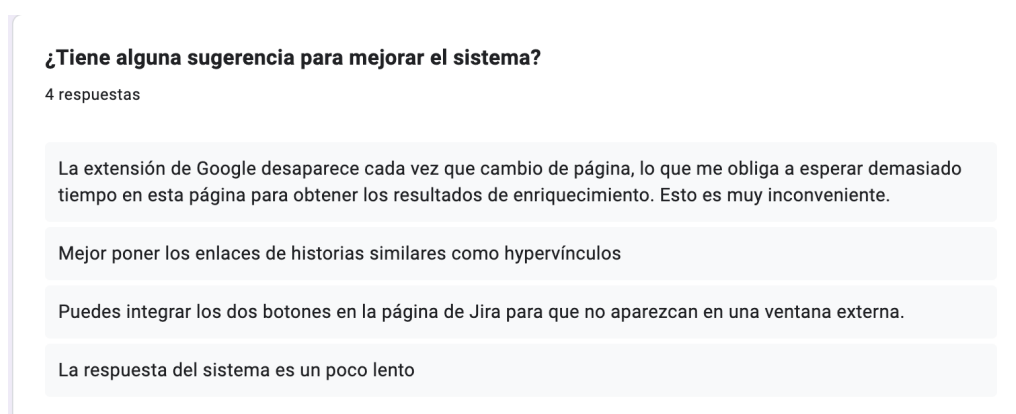 ¿Tiene alguna sugerencia para mejorar el sistema?
4 respuestas
La extensión de Google desaparece cada vez que cambio de página, lo que me obliga a esperar demasiado
tiempo en esta página para obtener los resultados de enriquecimiento. Esto es muy inconveniente.
Mejor poner los enlaces de historias similares como hypervínculos
Puedes integrar los dos botones en la página de Jira para que no aparezcan en una ventana externa.
La respuesta del sistema es un poco lento